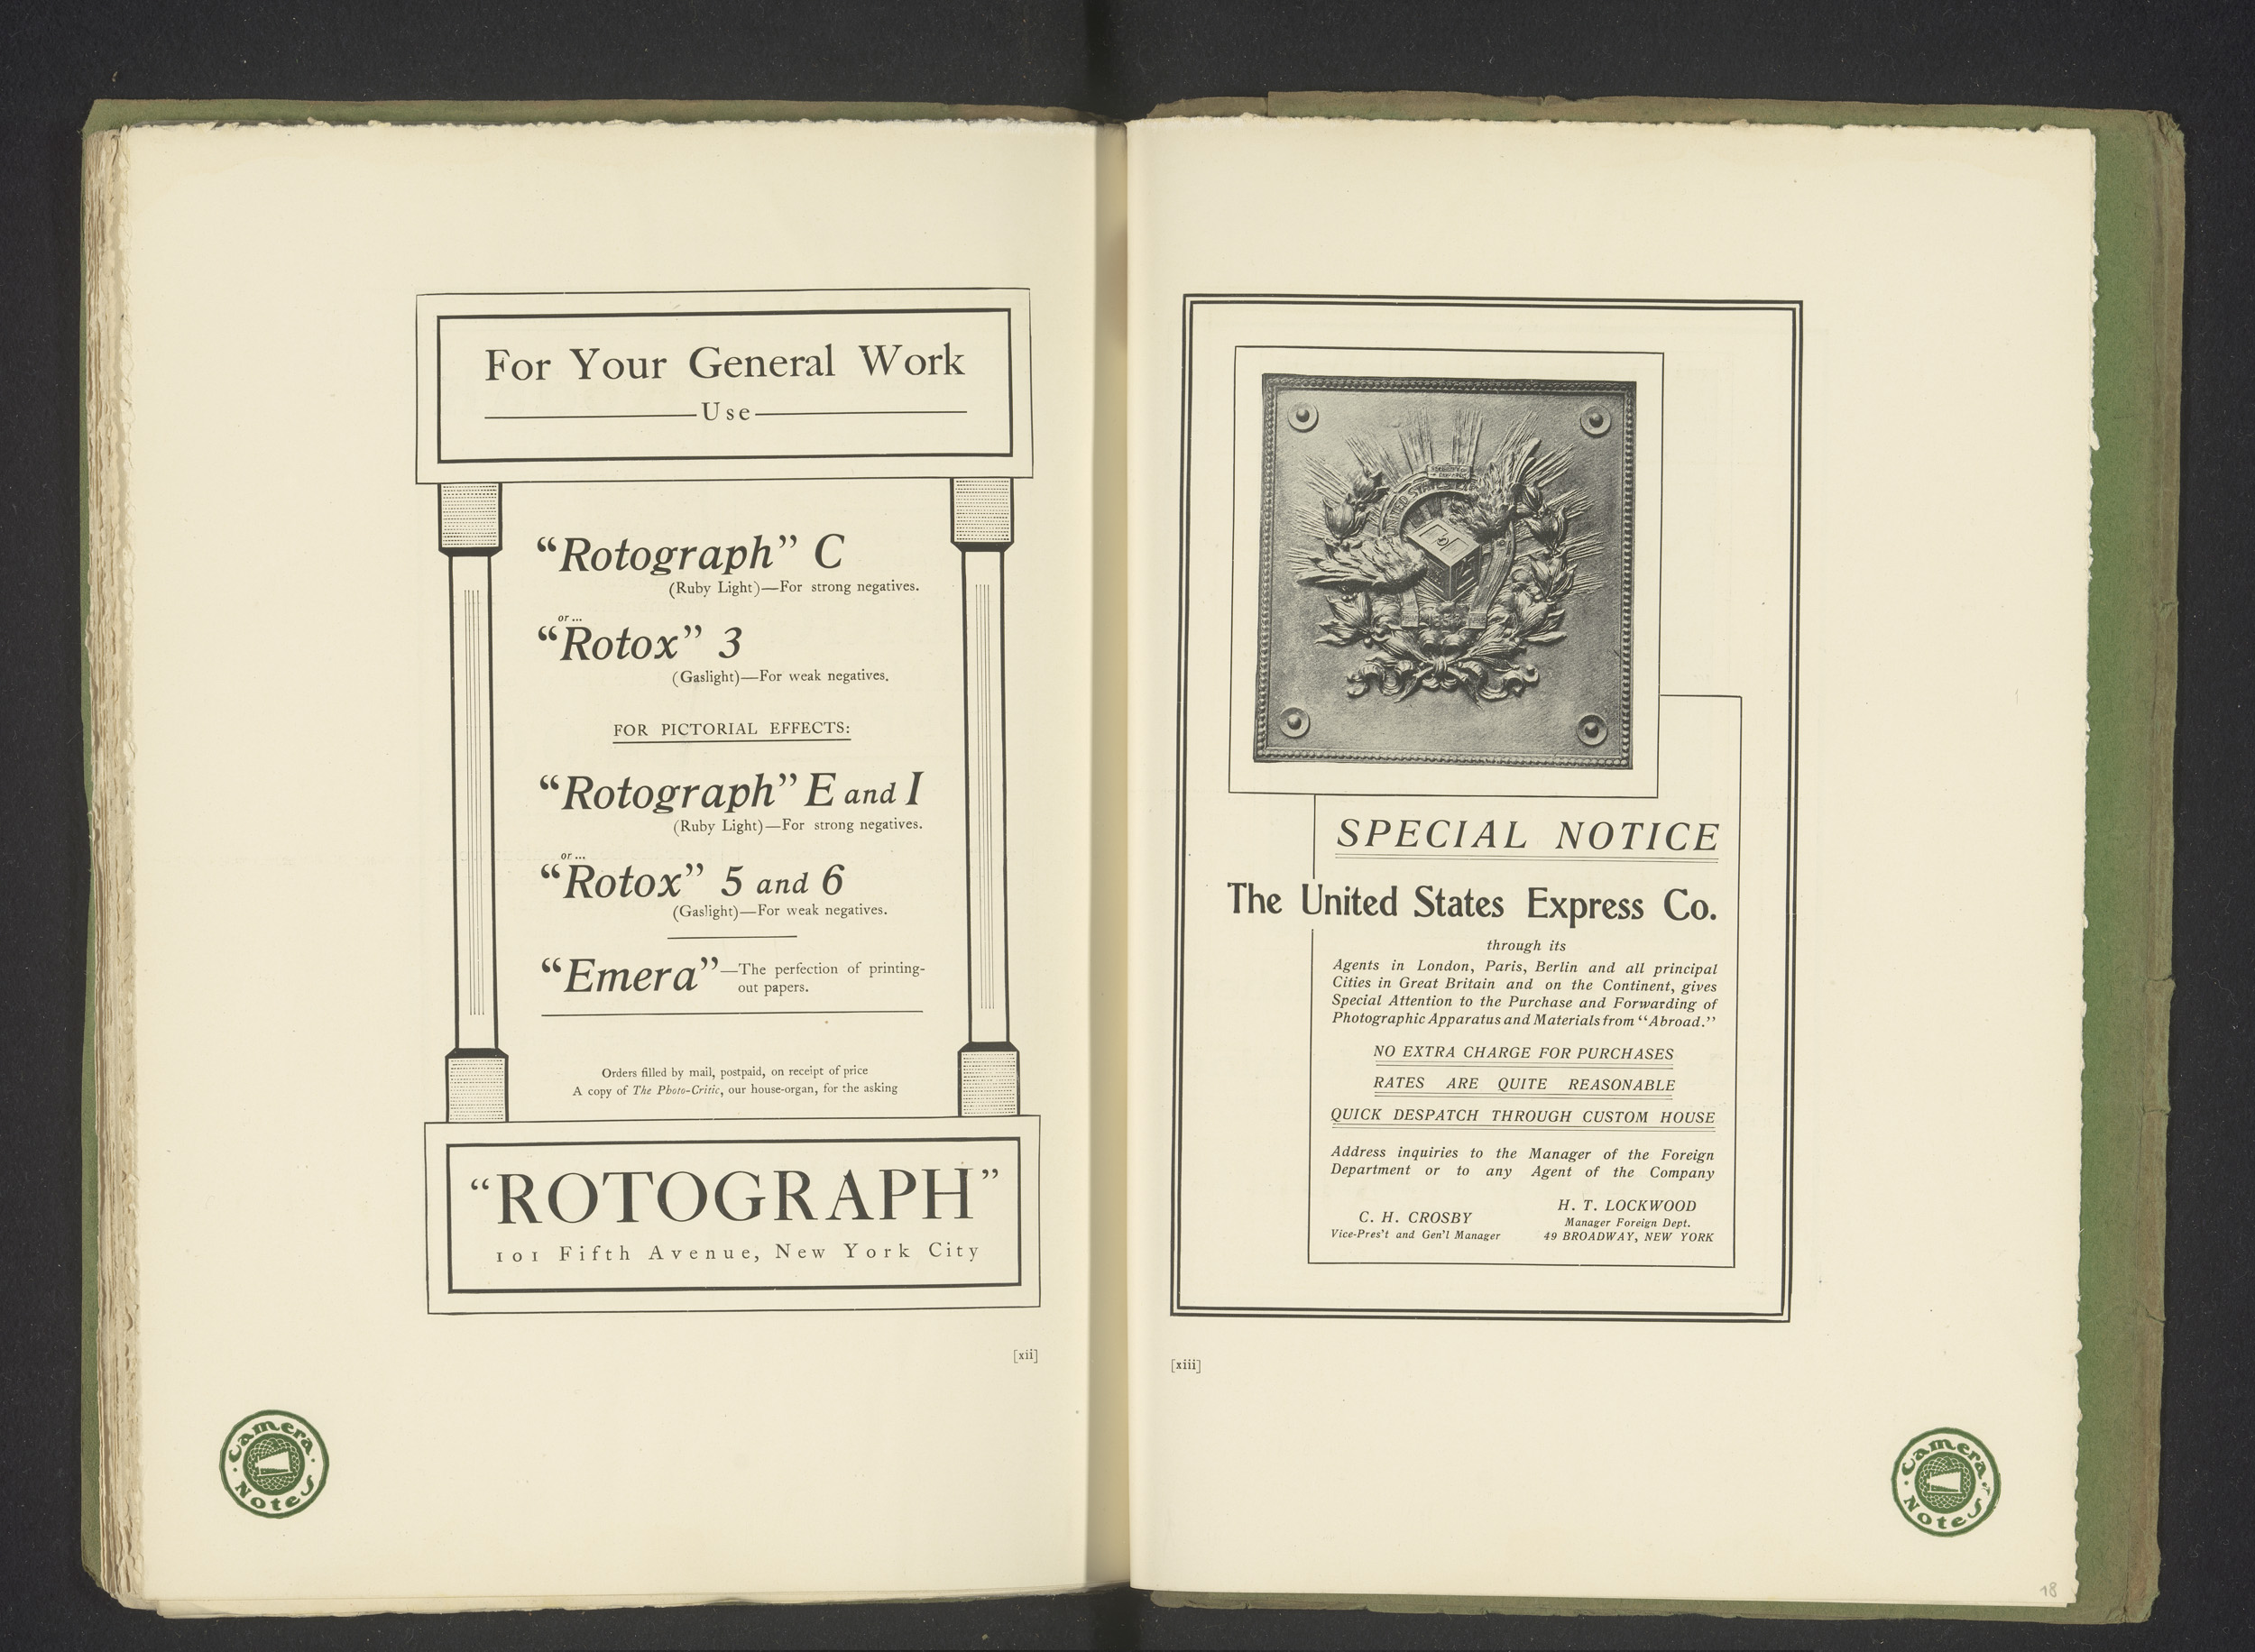 For Your General Work
Use
“Rotograph” C
(Ruby Light)—For strong negatives.
or...
“Rotox” 3
(Gaslight)—For weak negatives.
FOR PICTORIAL EFFECTS:
“Rotograph” E and I
(Ruby Light)—For strong negatives.
or...
“Rotox” 5 and 6
(Gaslight)—For weak negatives.
“Emera”—The perfection of printing-
out papers.
Orders filled by mail, postpaid, on receipt of price
A copy of The Photo-Critic, our house-organ, for the asking
“ROTOGRAPH”
101 Fifth Avenue, New York City
[xii]
Camera Notes
SPECIAL NOTICE
The United States Express Co.
through its
Agents in London, Paris, Berlin and all principal
Cities in Great Britain and on the Continent, gives
Special Attention to the Purchase and Forwarding of
Photographic Apparatus and Materials from “Abroad.”
NO EXTRA CHARGE FOR PURCHASES
RATES ARE QUITE REASONABLE
QUICK DESPATCH THROUGH CUSTOM HOUSE
Address inquiries to the Manager of the Foreign
Department or to any Agent of the Company
C. H. CROSBY
Vice-Pres't and Gen'l Manager
H. T. LOCKWOOD
Manager Foreign Dept.
49 BROADWAY, NEW YORK
[xiii]
Camera Notes
18